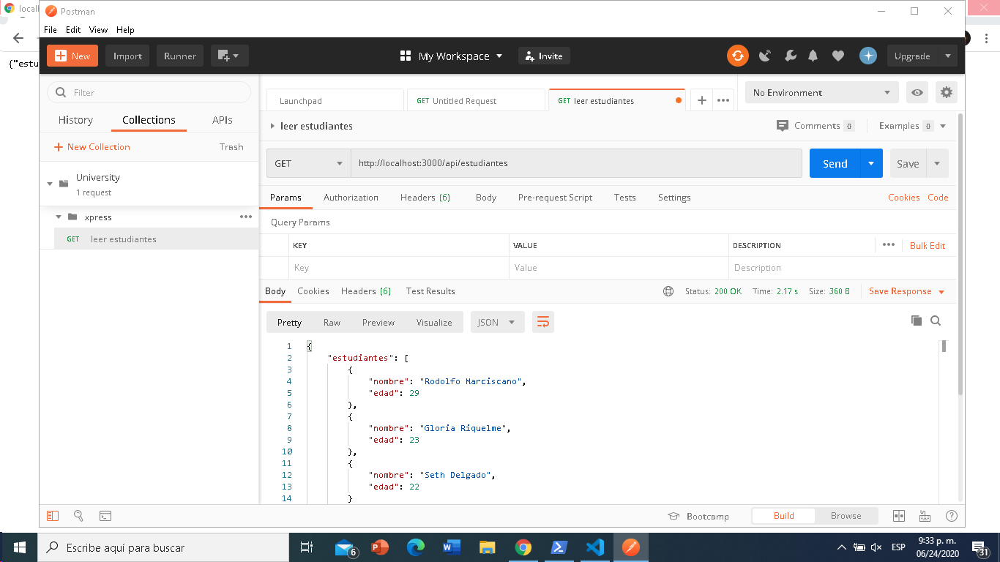 locall
Postman
File Edit View Help
New Import Runner My Workspace Invite Upgrade
{"estu
Filter
History Collections APIs
New Collection Trash
University
1 request
xpress
GET leer estudiantes
Launchpad GET Untitled Request GET leer estudiantes No Environment
leer estudiantes Comments 0 Examples 0
GET http://localhost:3000/api/estudiantes Send Save
Params Authorization Headers (6) Body Pre-request Script Tests Settings Cookies Code
Query Params
KEY VALUE DESCRIPTION Bulk Edit
Key Value Description
Body Cookies Headers (6) Test Results Status: 200 OK Time: 2.17 s Size: 360 B Save Response
Pretty Raw Preview Visualize JSON
1 {
2 "estudiantes": [
3 {
4 "nombre": "Rodolfo Marciscano",
5 "edad": 29
6 },
7 {
8 "nombre": "Gloria Riquelme",
9 "edad": 23
10 },
11 {
12 "nombre": "Seth Delgado",
13 "edad": 22
14 }
Bootcamp Build Browse
Escribe aquí para buscar 6 ESP 9:33 p. m.
06/24/2020 31